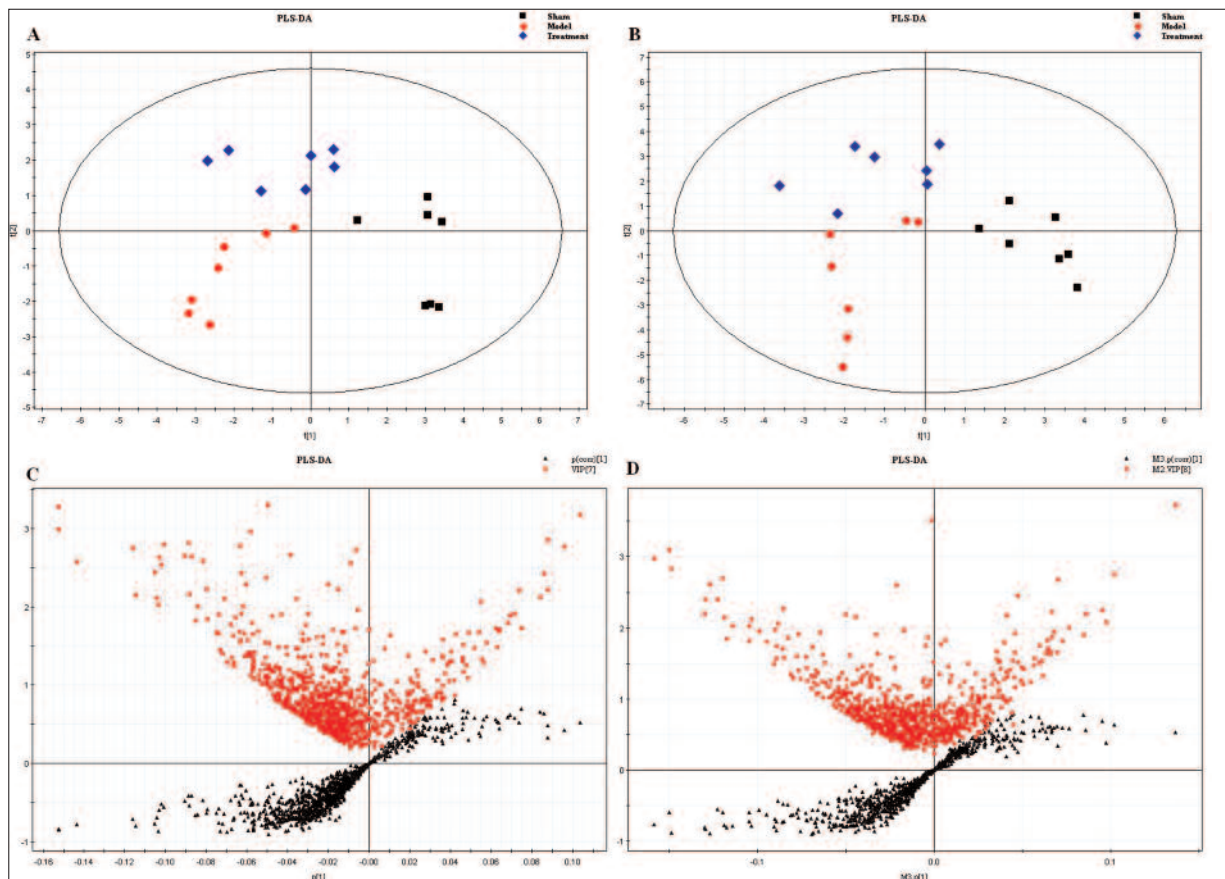 A
PLS-DA
Sham
Model
Treatment
5
4
3
2
1
0
-1
-2
-3
-4
-5
t[2]
-7 -6 -5 -4 -3 -2 -1 0 1 2 3 4 5 6 7
t[1]
B
PLS-DA
Sham
Model
Treatment
7
6
5
4
3
2
1
0
-1
-2
-3
-4
-5
-6
-7
t[2]
-6 -5 -4 -3 -2 -1 0 1 2 3 4 5 6
t[1]
C
PLS-DA
p(corr)[1]
VIP[7]
3
2
1
0
-1
-0.16 -0.14 -0.12 -0.10 -0.08 -0.06 -0.04 -0.02 -0.00 0.02 0.04 0.06 0.08 0.10
p[1]
D
PLS-DA
M3.p(corr)[1]
M2.VIP[8]
3
2
1
0
-1
-0.1 0.0 0.1
M3.p[1]